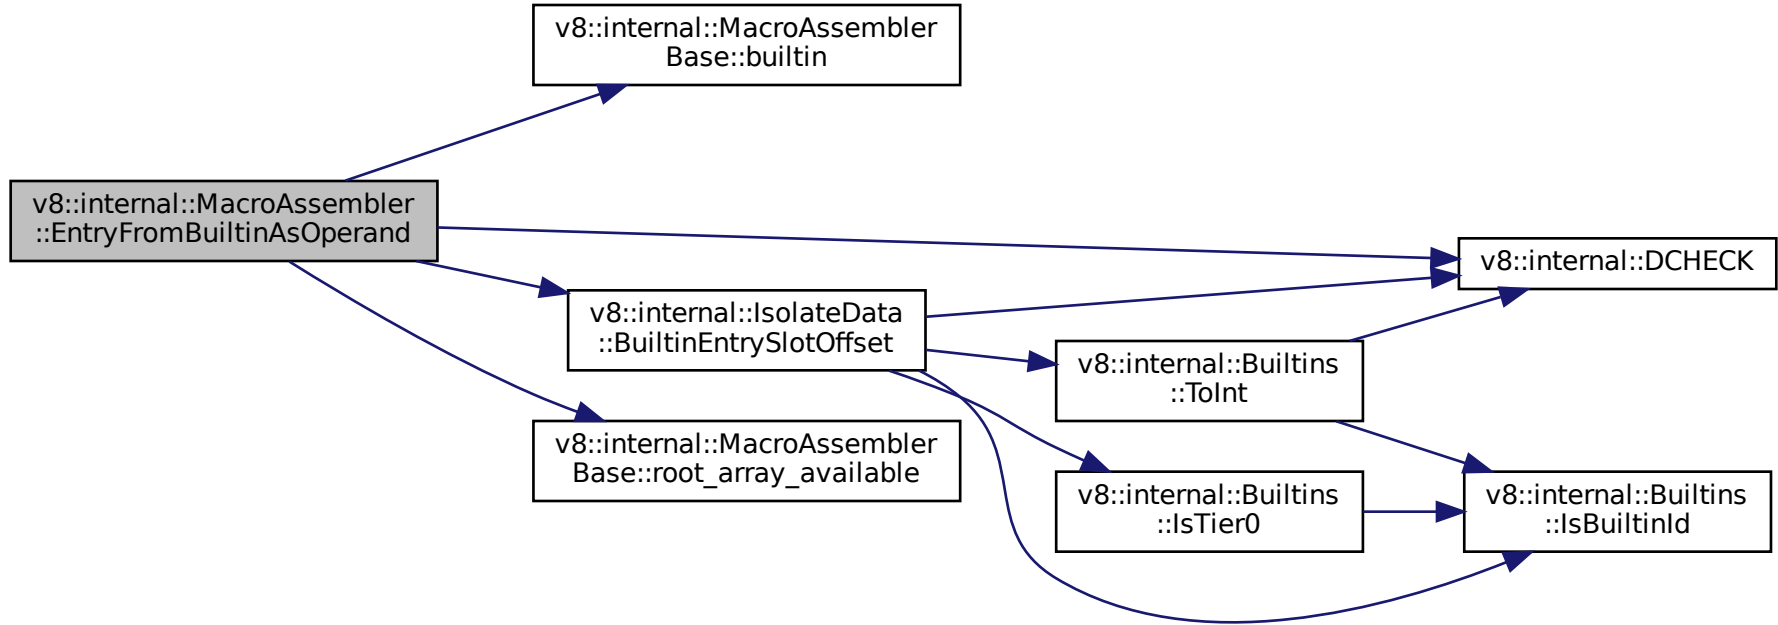 v8::internal::MacroAssembler
Base::builtin
v8::internal::MacroAssembler
::EntryFromBuiltinAsOperand
v8::internal::DCHECK
v8::internal::IsolateData
::BuiltinEntrySlotOffset
v8::internal::Builtins
::ToInt
v8::internal::MacroAssembler
Base::root_array_available
v8::internal::Builtins
::IsTier0
v8::internal::Builtins
::IsBuiltinId